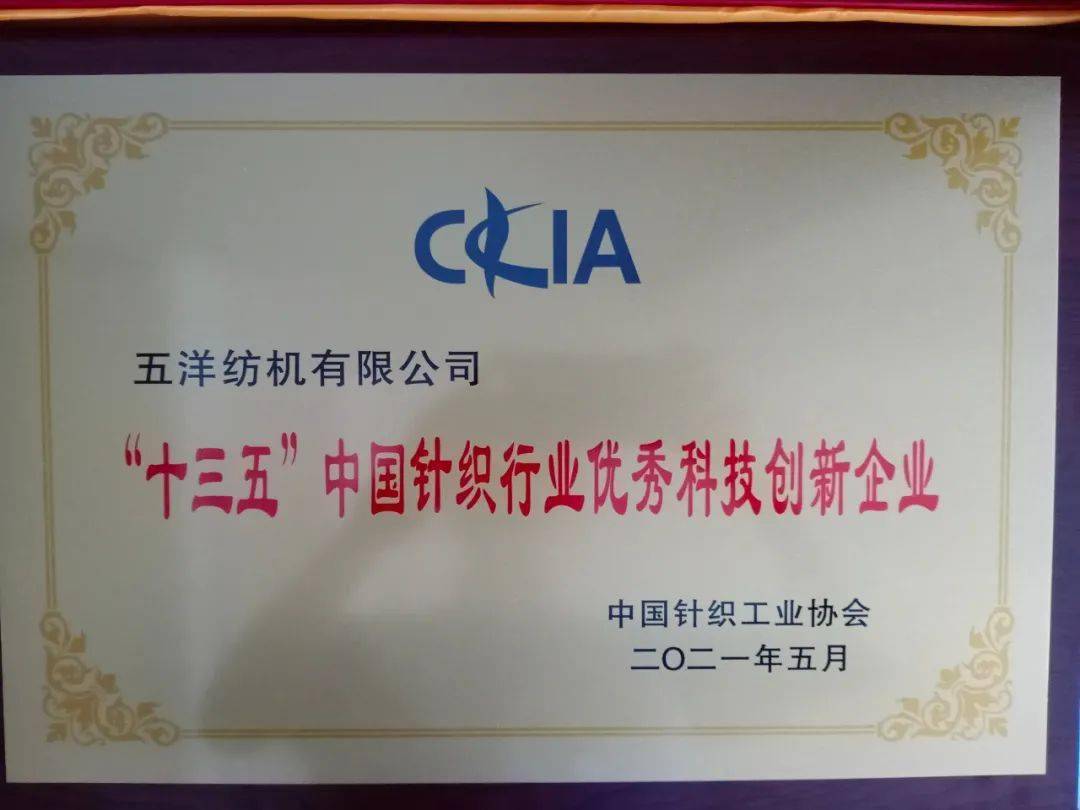 CKIA
五洋纺机有限公司
“十三五”中国针织行业优秀科技创新企业
中国针织工业协会
二〇二一年五月